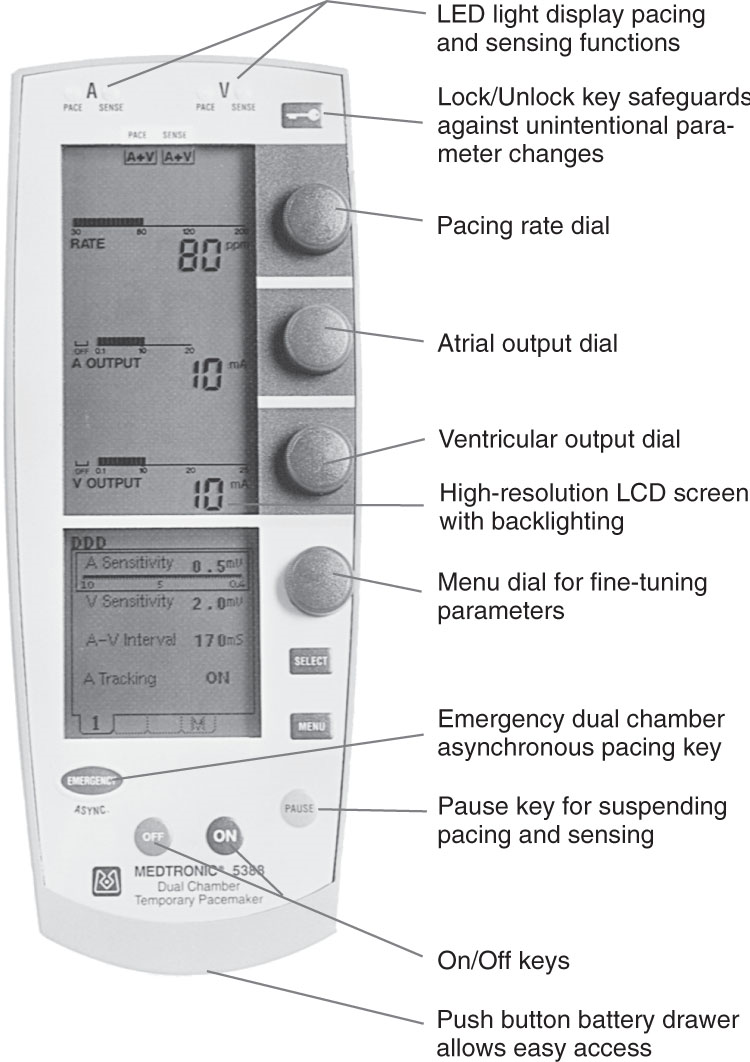 LED light display pacing
and sensing functions
A
V
PACE SENSE
PACE SENSE
Lock/Unlock key safeguards
against unintentional para-
meter changes
PACE SENSE
A+V A+V
Pacing rate dial
30 80 120 200
RATE
80 ppm
Atrial output dial
OFF 0.1 10 20
A OUTPUT
10 mA
Ventricular output dial
OFF 0.1 10 20 25
V OUTPUT
10 mA
High-resolution LCD screen
with backlighting
DDD
A Sensitivity 0.5mV
10 5 0.4
V Sensitivity 2.0mV
A-V Interval 170mS
A Tracking ON
1 M
Menu dial for fine-tuning
parameters
SELECT
MENU
Emergency dual chamber
asynchronous pacing key
EMERGENCY
ASYNC.
PAUSE
Pause key for suspending
pacing and sensing
OFF
ON
MEDTRONIC® 5388
Dual Chamber
Temporary Pacemaker
On/Off keys
Push button battery drawer
allows easy access